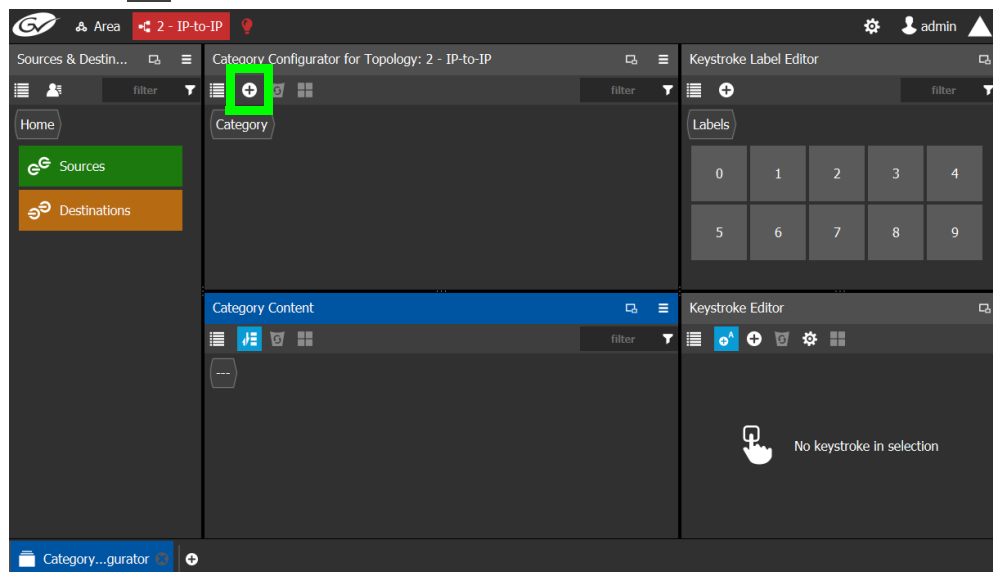 GV Area 2 - IP-to-IP admin
Sources & Destin... Category Configurator for Topology: 2 - IP-to-IP Keystroke Label Editor
filter filter filter
Home Category Labels
Sources
0 1 2 3 4
Destinations
5 6 7 8 9
Category Content Keystroke Editor
filter
---
No keystroke in selection
Category...gurator